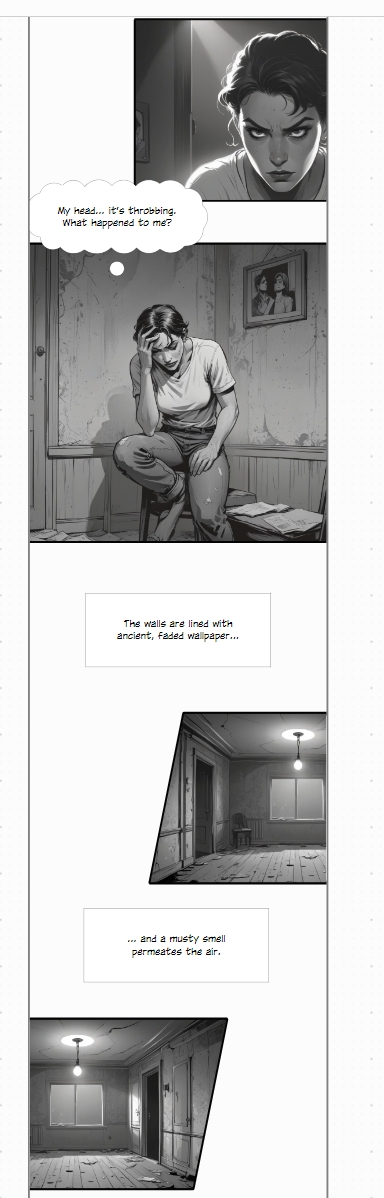 My head... it's throbbing.
What happened to me?
The walls are lined with
ancient, faded wallpaper...
... and a musty smell
permeates the air.